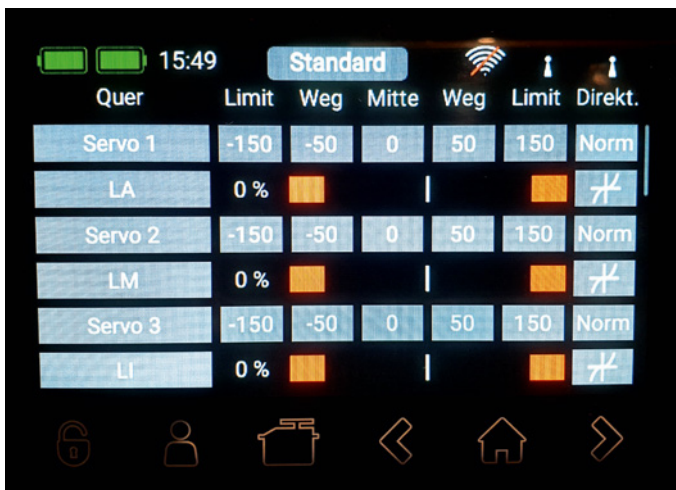 15:49 Standard
Quer Limit Weg Mitte Weg Limit Direkt.
Servo 1 -150 -50 0 50 150 Norm
LA 0 %
Servo 2 -150 -50 0 50 150 Norm
LM 0 %
Servo 3 -150 -50 0 50 150 Norm
LI 0 %